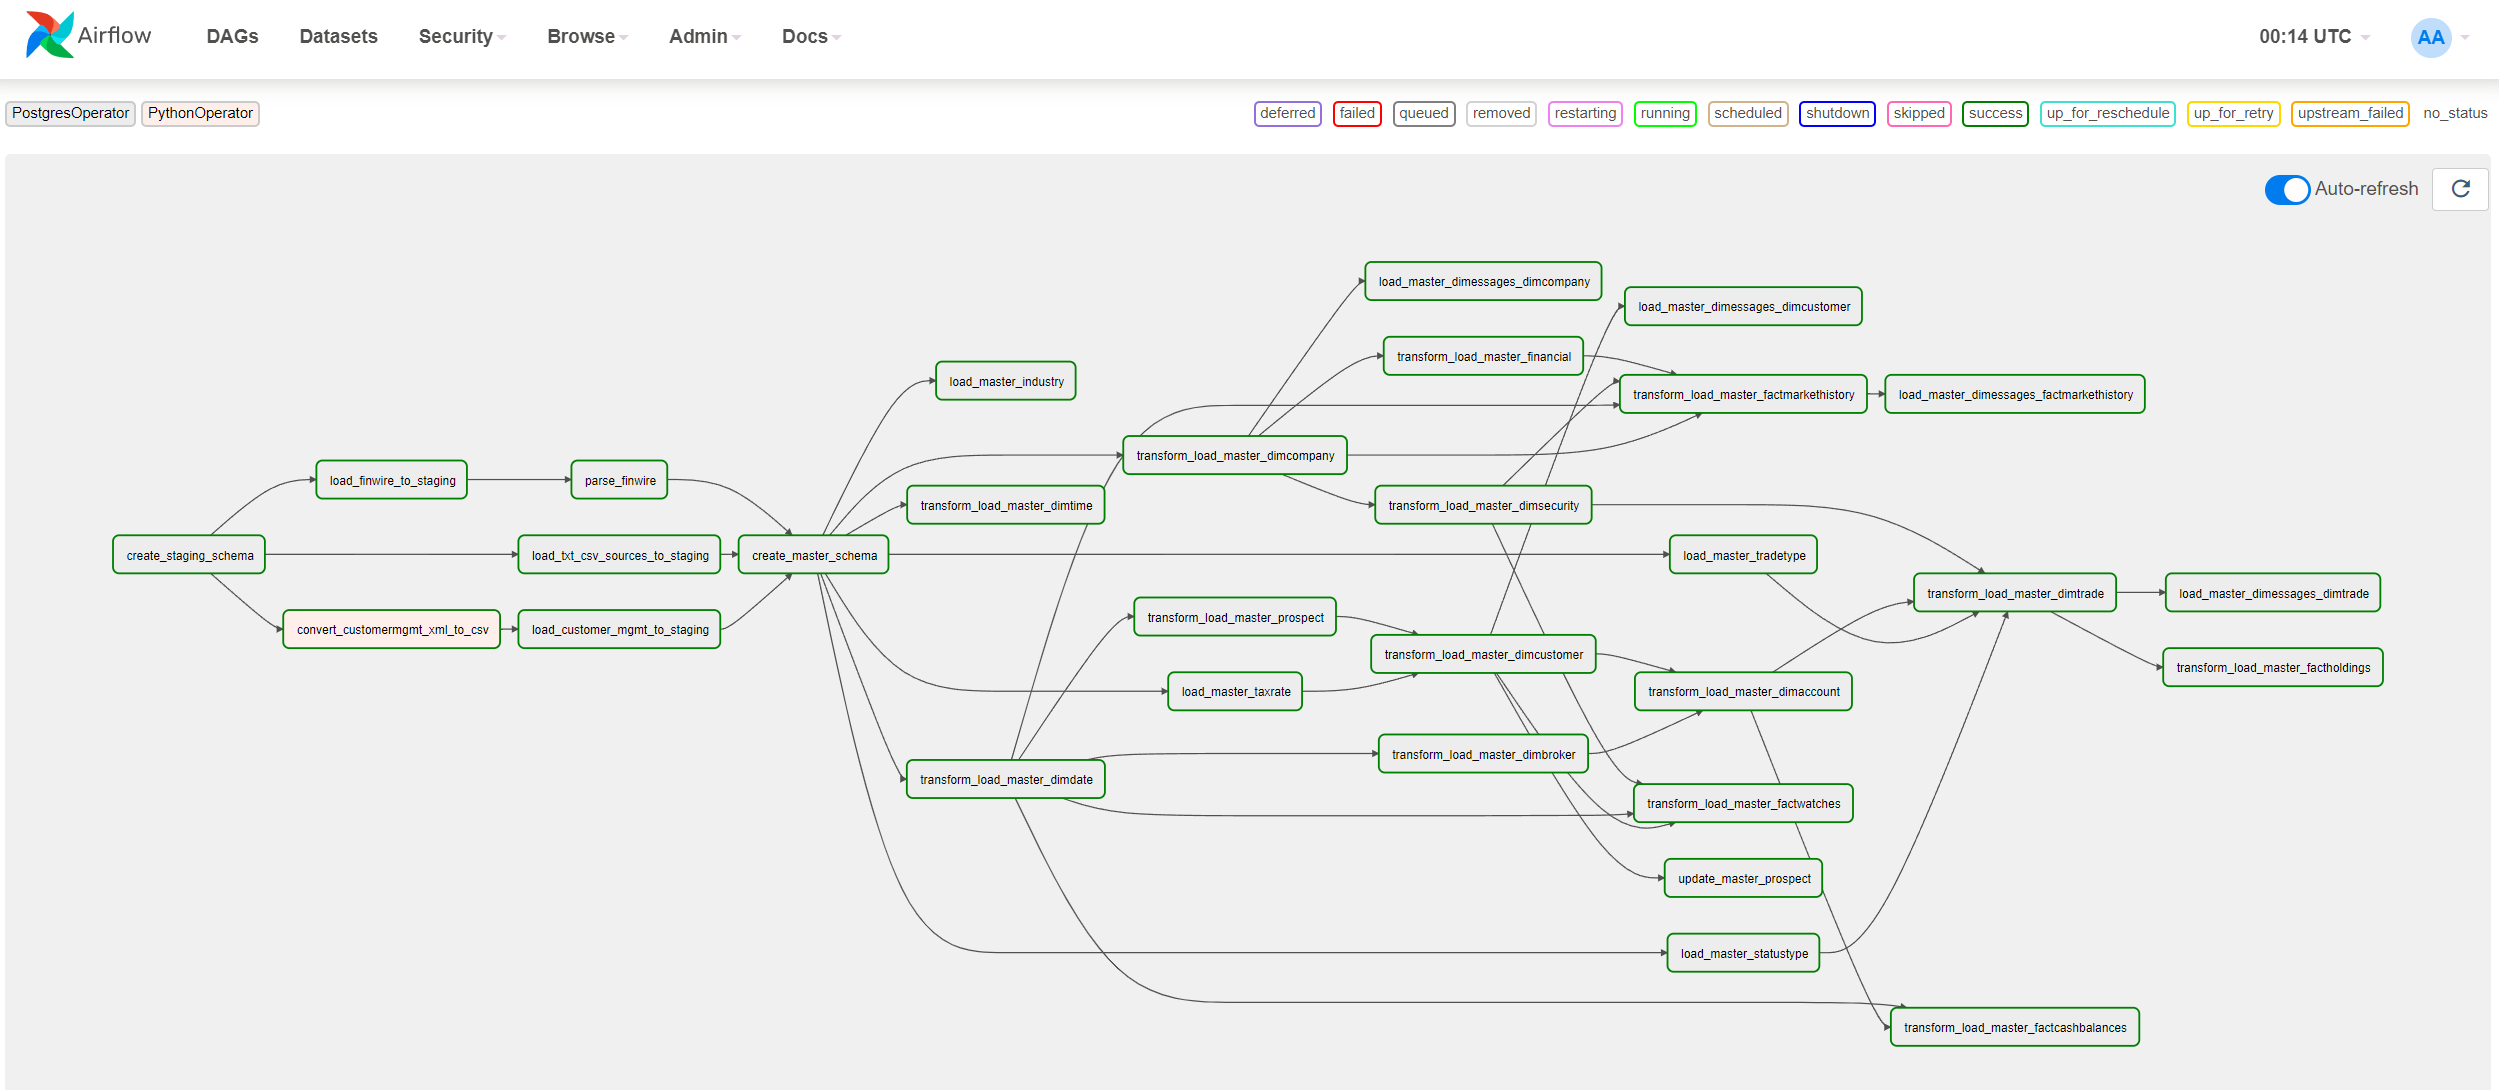 Airflow
DAGs
Datasets
Security
Browse
Admin
Docs
00:14 UTC
AA
PostgresOperator
PythonOperator
deferred
failed
queued
removed
restarting
running
scheduled
shutdown
skipped
success
up_for_reschedule
up_for_retry
upstream_failed
no_status
Auto-refresh
load_master_dimessages_dimcompany
load_master_dimessages_dimcustomer
transform_load_master_financial
load_master_industry
transform_load_master_factmarkethistory
load_master_dimessages_factmarkethistory
transform_load_master_dimcompany
load_finwire_to_staging
parse_finwire
transform_load_master_dimtime
transform_load_master_dimsecurity
create_staging_schema
load_txt_csv_sources_to_staging
create_master_schema
load_master_tradetype
transform_load_master_dimtrade
load_master_dimessages_dimtrade
transform_load_master_prospect
convert_customermgmt_xml_to_csv
load_customer_mgmt_to_staging
transform_load_master_dimcustomer
transform_load_master_factholdings
load_master_taxrate
transform_load_master_dimaccount
transform_load_master_dimbroker
transform_load_master_dimdate
transform_load_master_factwatches
update_master_prospect
load_master_statustype
transform_load_master_factcashbalances